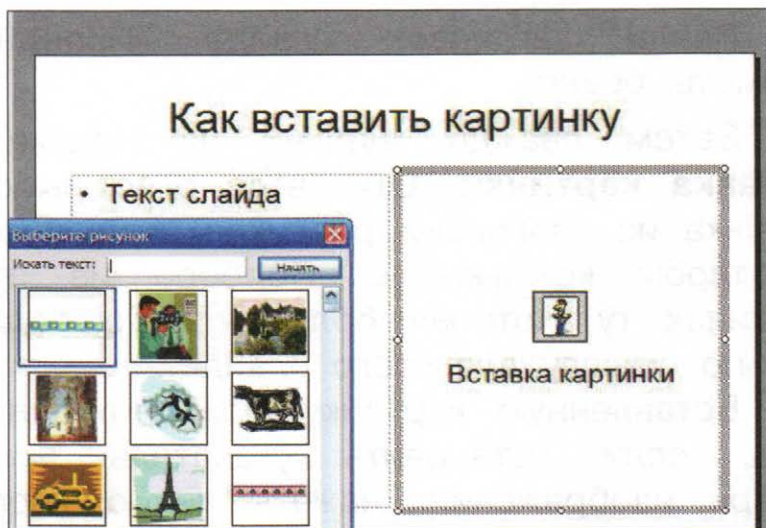 Как вставить картинку
• Текст слайда
Выберите рисунок
Искать текст:
Начать
Вставка картинки